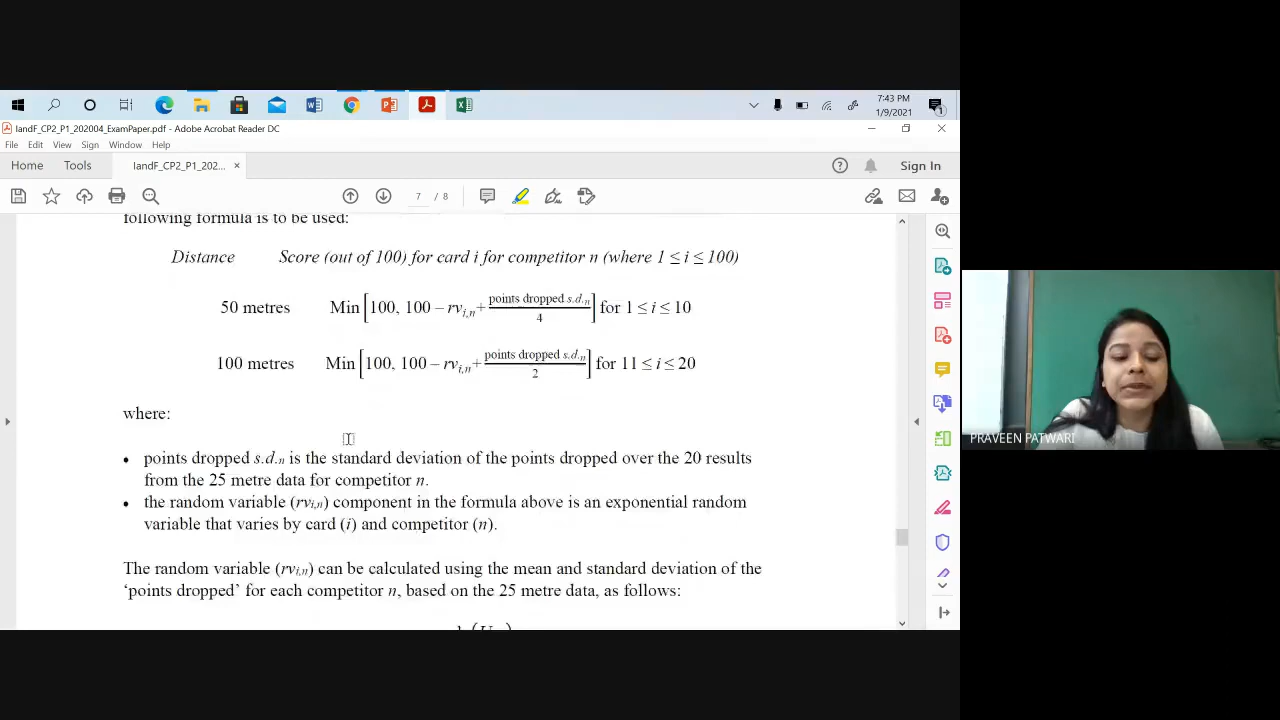 7:43 PM
1/9/2021
IandF_CP2_P1_202004_ExamPaper.pdf - Adobe Acrobat Reader DC
File Edit View Sign Window Help
Home Tools IandF_CP2_P1_202... × Sign In
7 / 8
following formula is to be used:
Distance Score (out of 100) for card i for competitor n (where 1 ≤ i ≤ 100)
50 metres Min [100, 100 – rv_{i,n} + points dropped s.d._n / 4] for 1 ≤ i ≤ 10
100 metres Min [100, 100 – rv_{i,n} + points dropped s.d._n / 2] for 11 ≤ i ≤ 20
where:
• points dropped s.d._n is the standard deviation of the points dropped over the 20 results
from the 25 metre data for competitor n.
• the random variable (rv_{i,n}) component in the formula above is an exponential random
variable that varies by card (i) and competitor (n).
The random variable (rv_{i,n}) can be calculated using the mean and standard deviation of the
‘points dropped’ for each competitor n, based on the 25 metre data, as follows:
PRAVEEN PATWARI